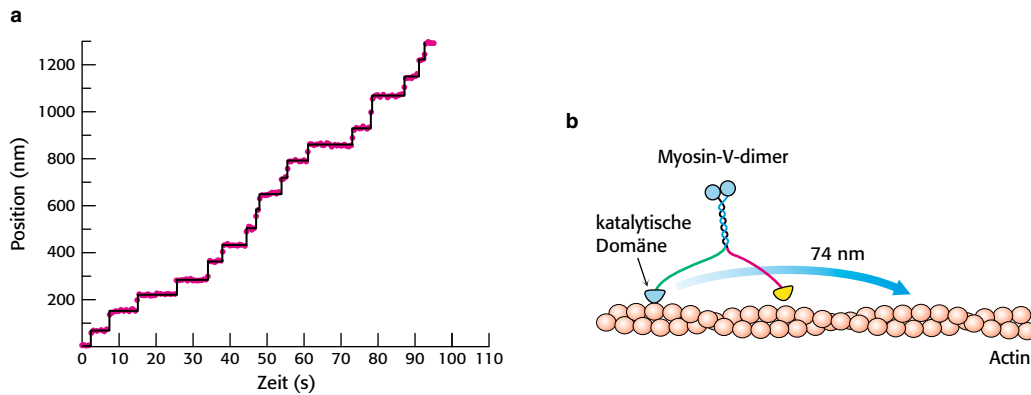 a
1200
1000
800
600
400
200
Position (nm)
0 10 20 30 40 50 60 70 80 90 100 110
Zeit (s)
b
Myosin-V-dimer
katalytische
Domäne
74 nm
Actin